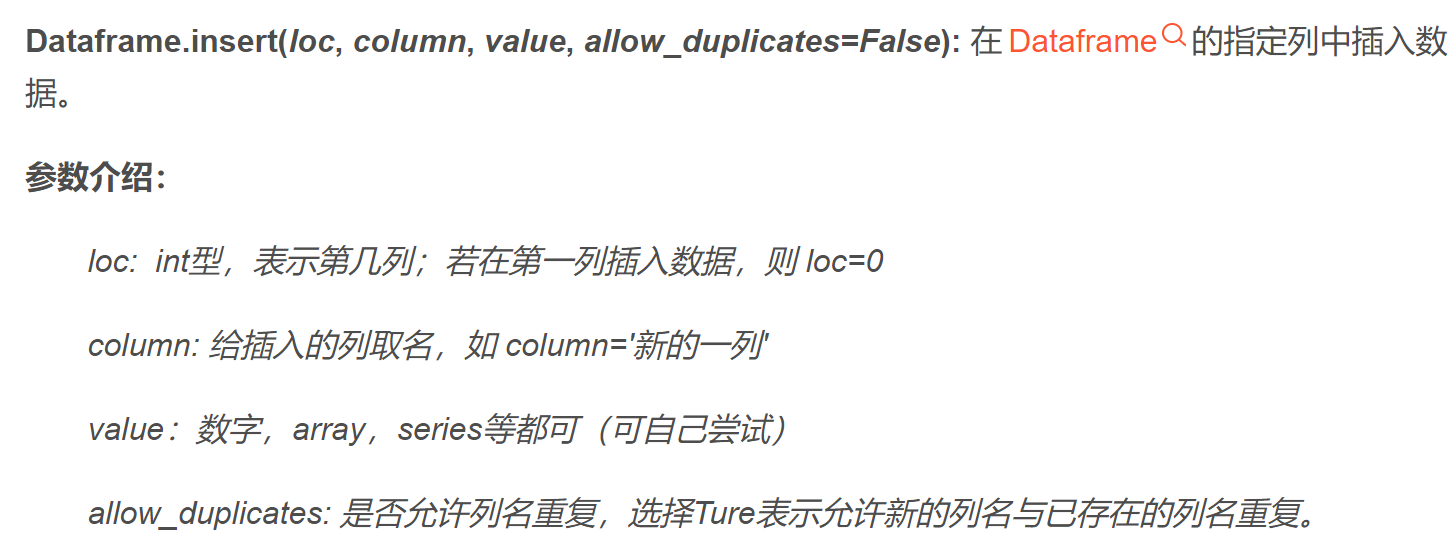 Dataframe.insert(loc, column, value, allow_duplicates=False): 在 Dataframe 的指定列中插入数
据。
参数介绍：
loc:  int型，表示第几列；若在第一列插入数据，则 loc=0
column: 给插入的列取名，如 column='新的一列'
value：数字，array，series等都可（可自己尝试）
allow_duplicates: 是否允许列名重复，选择Ture表示允许新的列名与已存在的列名重复。